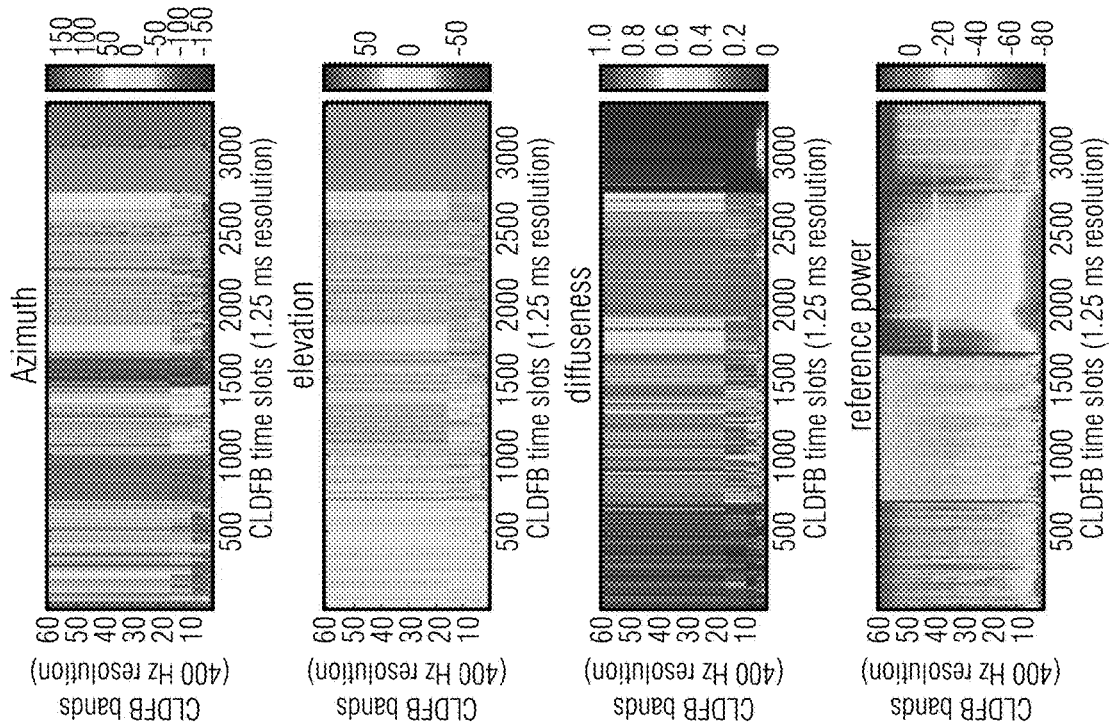 Azimuth
60
50
40
30
20
10
CLDFB bands
(400 Hz resolution)
500 1000 1500 2000 2500 3000
CLDFB time slots (1.25 ms resolution)
150
100
50
0
-50
-100
-150
elevation
60
50
40
30
20
10
CLDFB bands
(400 Hz resolution)
500 1000 1500 2000 2500 3000
CLDFB time slots (1.25 ms resolution)
50
0
-50
diffuseness
60
50
40
30
20
10
CLDFB bands
(400 Hz resolution)
500 1000 1500 2000 2500 3000
CLDFB time slots (1.25 ms resolution)
1.0
0.8
0.6
0.4
0.2
0
reference power
60
50
40
30
20
10
CLDFB bands
(400 Hz resolution)
500 1000 1500 2000 2500 3000
CLDFB time slots (1.25 ms resolution)
0
-20
-40
-60
-80